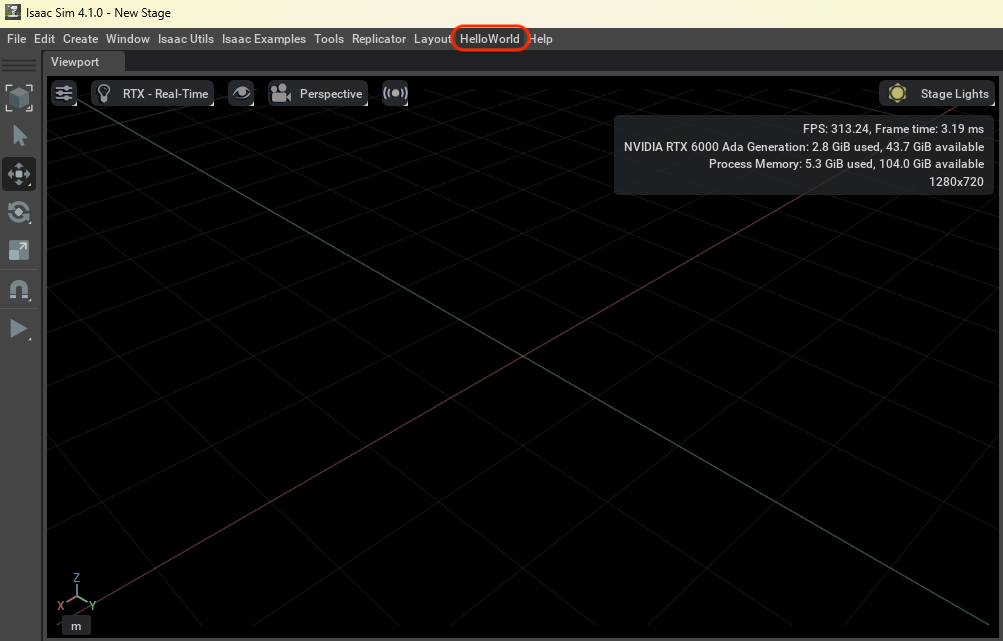 Isaac Sim 4.1.0 - New Stage
File Edit Create Window Isaac Utils Isaac Examples Tools Replicator Layout HelloWorld Help
Viewport
RTX - Real-Time Perspective Stage Lights
FPS: 313.24, Frame time: 3.19 ms
NVIDIA RTX 6000 Ada Generation: 2.8 GiB used, 43.7 GiB available
Process Memory: 5.3 GiB used, 104.0 GiB available
1280x720
Z
X Y
m